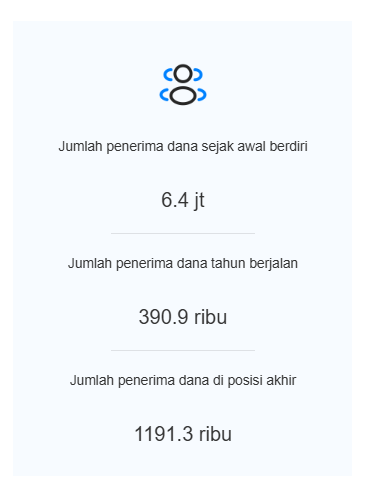 Jumlah penerima dana sejak awal berdiri
6.4 jt
Jumlah penerima dana tahun berjalan
390.9 ribu
Jumlah penerima dana di posisi akhir
1191.3 ribu